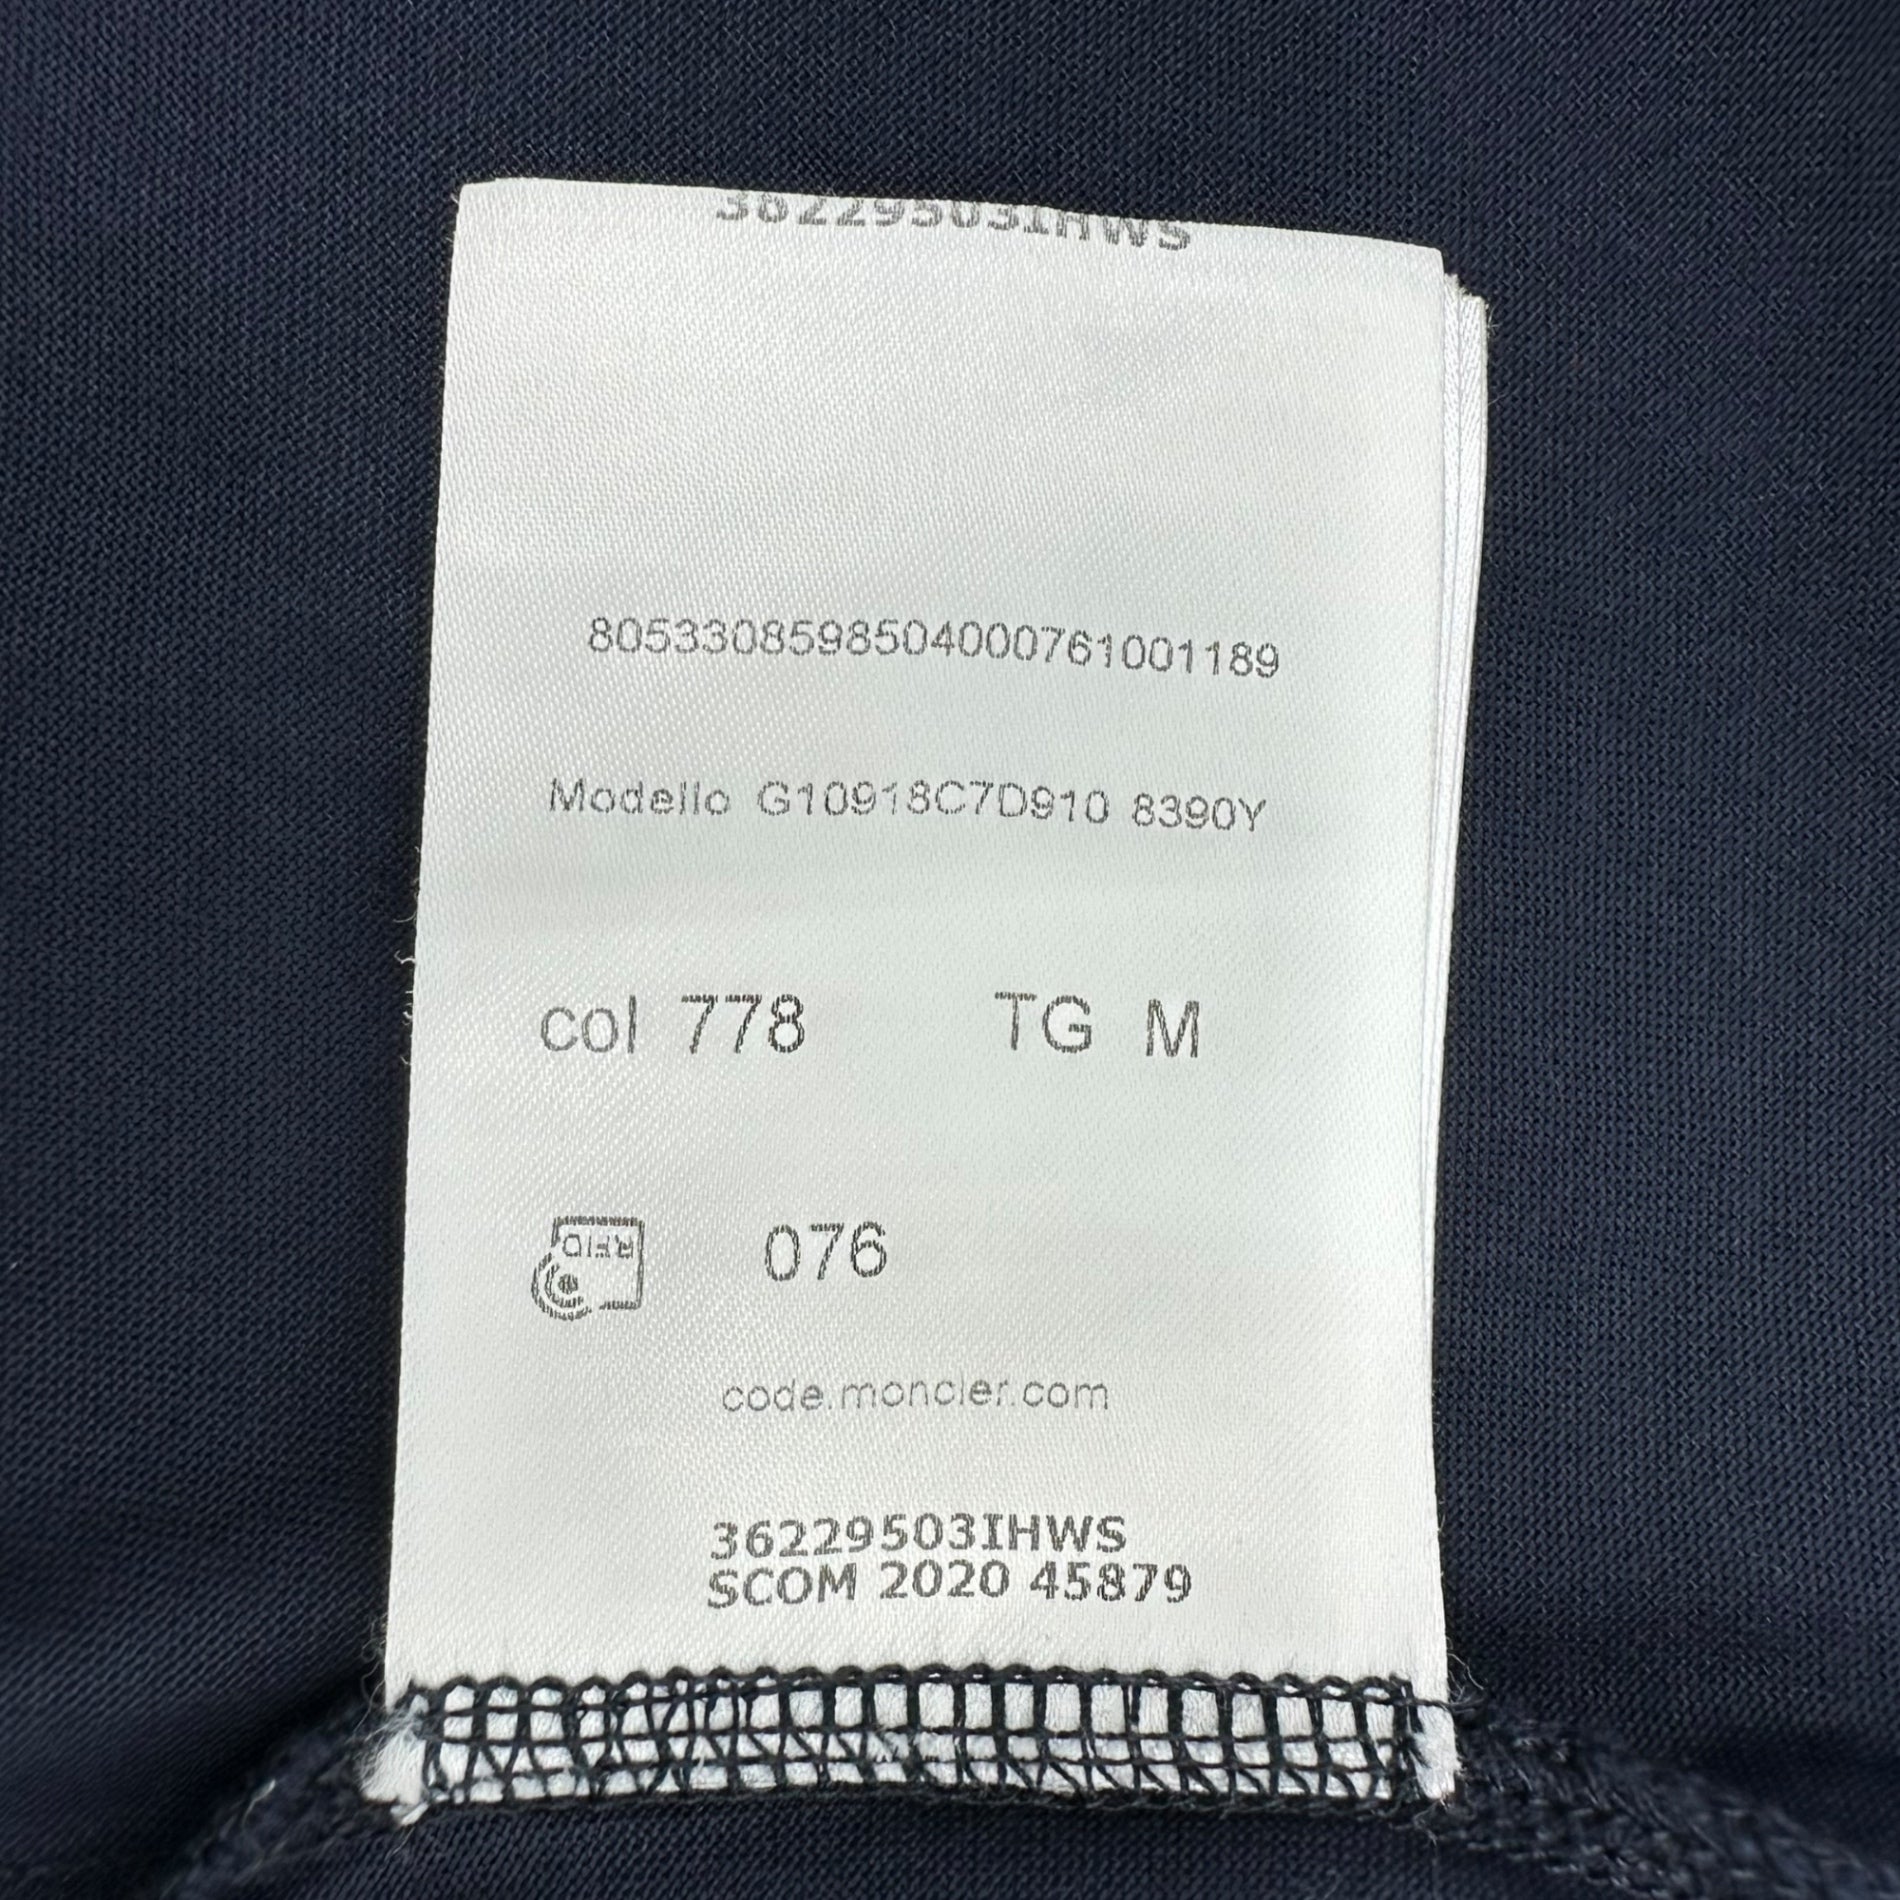 36229503IHWS
8053308598504000761001189
Modello G10918C7D910 8390Y
col 778 TG M
RFID
076
code.moncler.com
36229503IHWS
SCOM 2020 45879